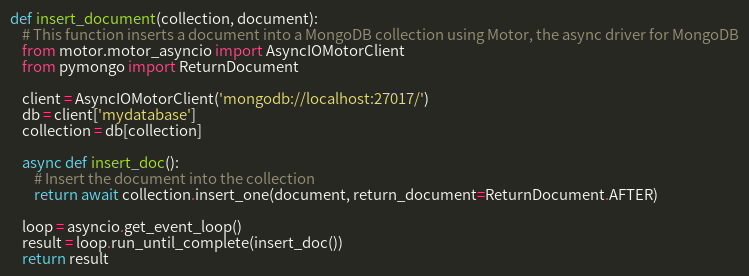 def insert_document(collection, document):
    # This function inserts a document into a MongoDB collection using Motor, the async driver for MongoDB
    from motor.motor_asyncio import AsyncIOMotorClient
    from pymongo import ReturnDocument

    client = AsyncIOMotorClient('mongodb://localhost:27017/')
    db = client['mydatabase']
    collection = db[collection]

    async def insert_doc():
        # Insert the document into the collection
        return await collection.insert_one(document, return_document=ReturnDocument.AFTER)

    loop = asyncio.get_event_loop()
    result = loop.run_until_complete(insert_doc())
    return result